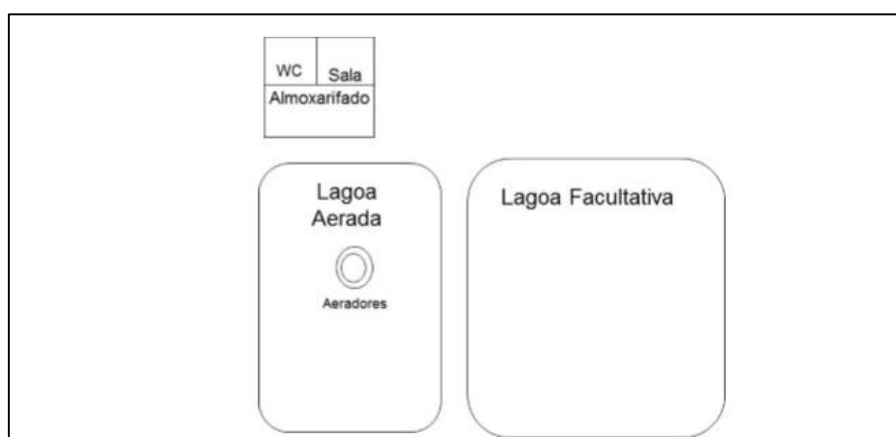 WC
Sala
Almoxarifado
Lagoa
Aerada
Aeradores
Lagoa Facultativa